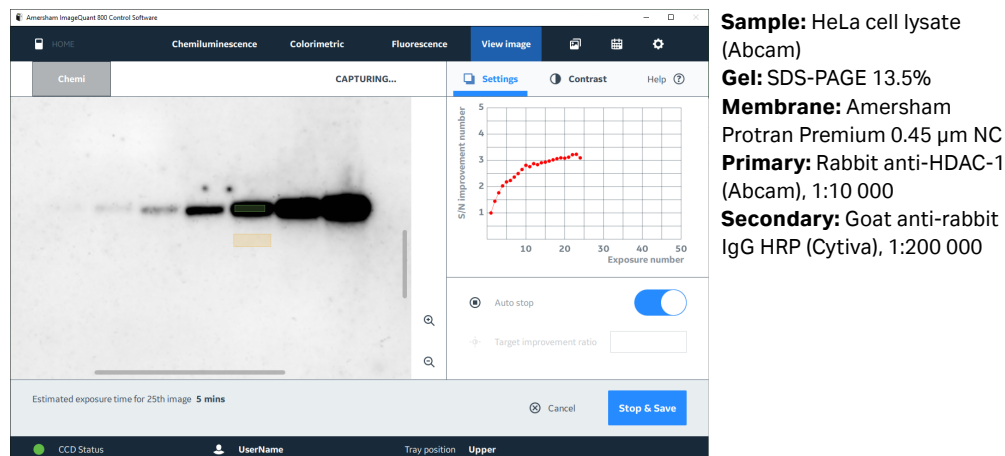 Amersham ImageQuant 800 Control Software
HOME Chemiluminescence Colorimetric Fluorescence View image
Chemi CAPTURING... Settings Contrast Help ?
S/N improvement number
5
4
3
2
1
10 20 30 40 50
Exposure number
Auto stop
Target improvement ratio
Estimated exposure time for 25th image 5 mins
Cancel Stop & Save
CCD Status UserName Tray position Upper
Sample: HeLa cell lysate
(Abcam)
Gel: SDS-PAGE 13.5%
Membrane: Amersham
Protran Premium 0.45 µm NC
Primary: Rabbit anti-HDAC-1
(Abcam), 1:10 000
Secondary: Goat anti-rabbit
IgG HRP (Cytiva), 1:200 000